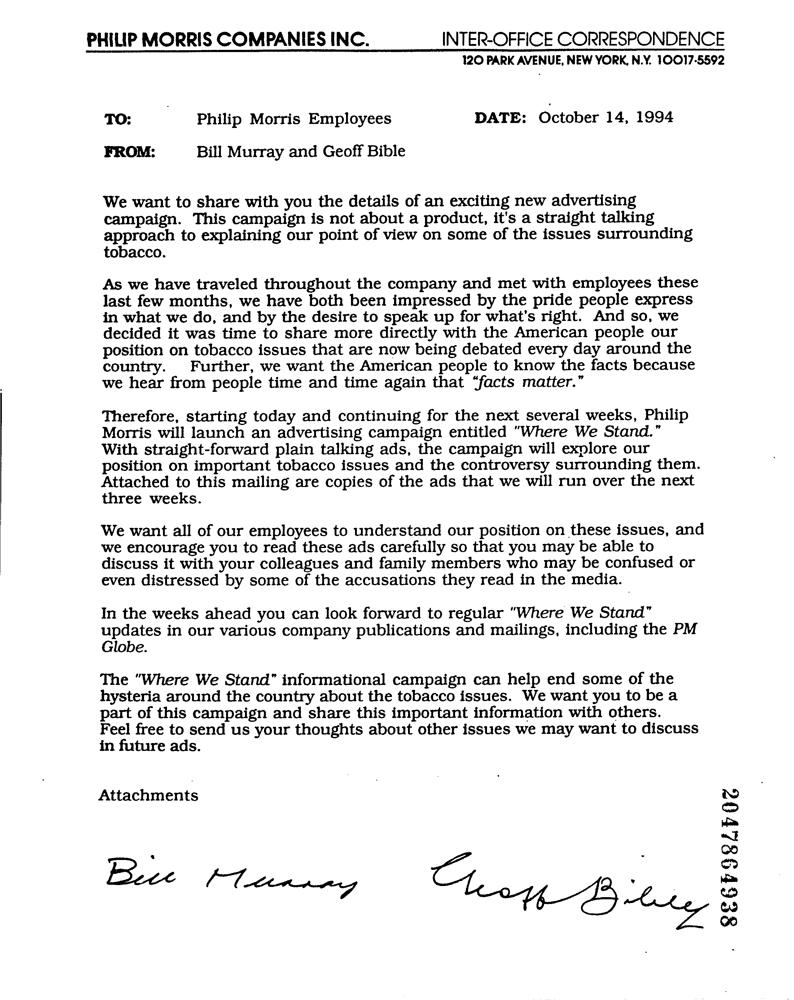 PHILIP MORRIS COMPANIES INC. INTER-OFFICE CORRESPONDENCE
120 PARK AVENUE, NEW YORK, N.Y. 10017-5592
TO: Philip Morris Employees DATE: October 14, 1994
FROM: Bill Murray and Geoff Bible
We want to share with you the details of an exciting new advertising
campaign. This campaign is not about a product, it's a straight talking
approach to explaining our point of view on some of the issues surrounding
tobacco.
As we have traveled throughout the company and met with employees these
last few months, we have both been impressed by the pride people express
in what we do, and by the desire to speak up for what's right. And so, we
decided it was time to share more directly with the American people our
position on tobacco issues that are now being debated every day around the
country. Further, we want the American people to know the facts because
we hear from people time and time again that "facts matter."
Therefore, starting today and continuing for the next several weeks, Philip
Morris will launch an advertising campaign entitled "Where We Stand."
With straight-forward plain talking ads, the campaign will explore our
position on important tobacco issues and the controversy surrounding them.
Attached to this mailing are copies of the ads that we will run over the next
three weeks.
We want all of our employees to understand our position on these issues, and
we encourage you to read these ads carefully so that you may be able to
discuss it with your colleagues and family members who may be confused or
even distressed by some of the accusations they read in the media.
In the weeks ahead you can look forward to regular "Where We Stand"
updates in our various company publications and mailings, including the PM
Globe.
The "Where We Stand" informational campaign can help end some of the
hysteria around the country about the tobacco issues. We want you to be a
part of this campaign and share this important information with others.
Feel free to send us your thoughts about other issues we may want to discuss
in future ads.
Attachments
Bill Murray Geoff Bible
2047864938